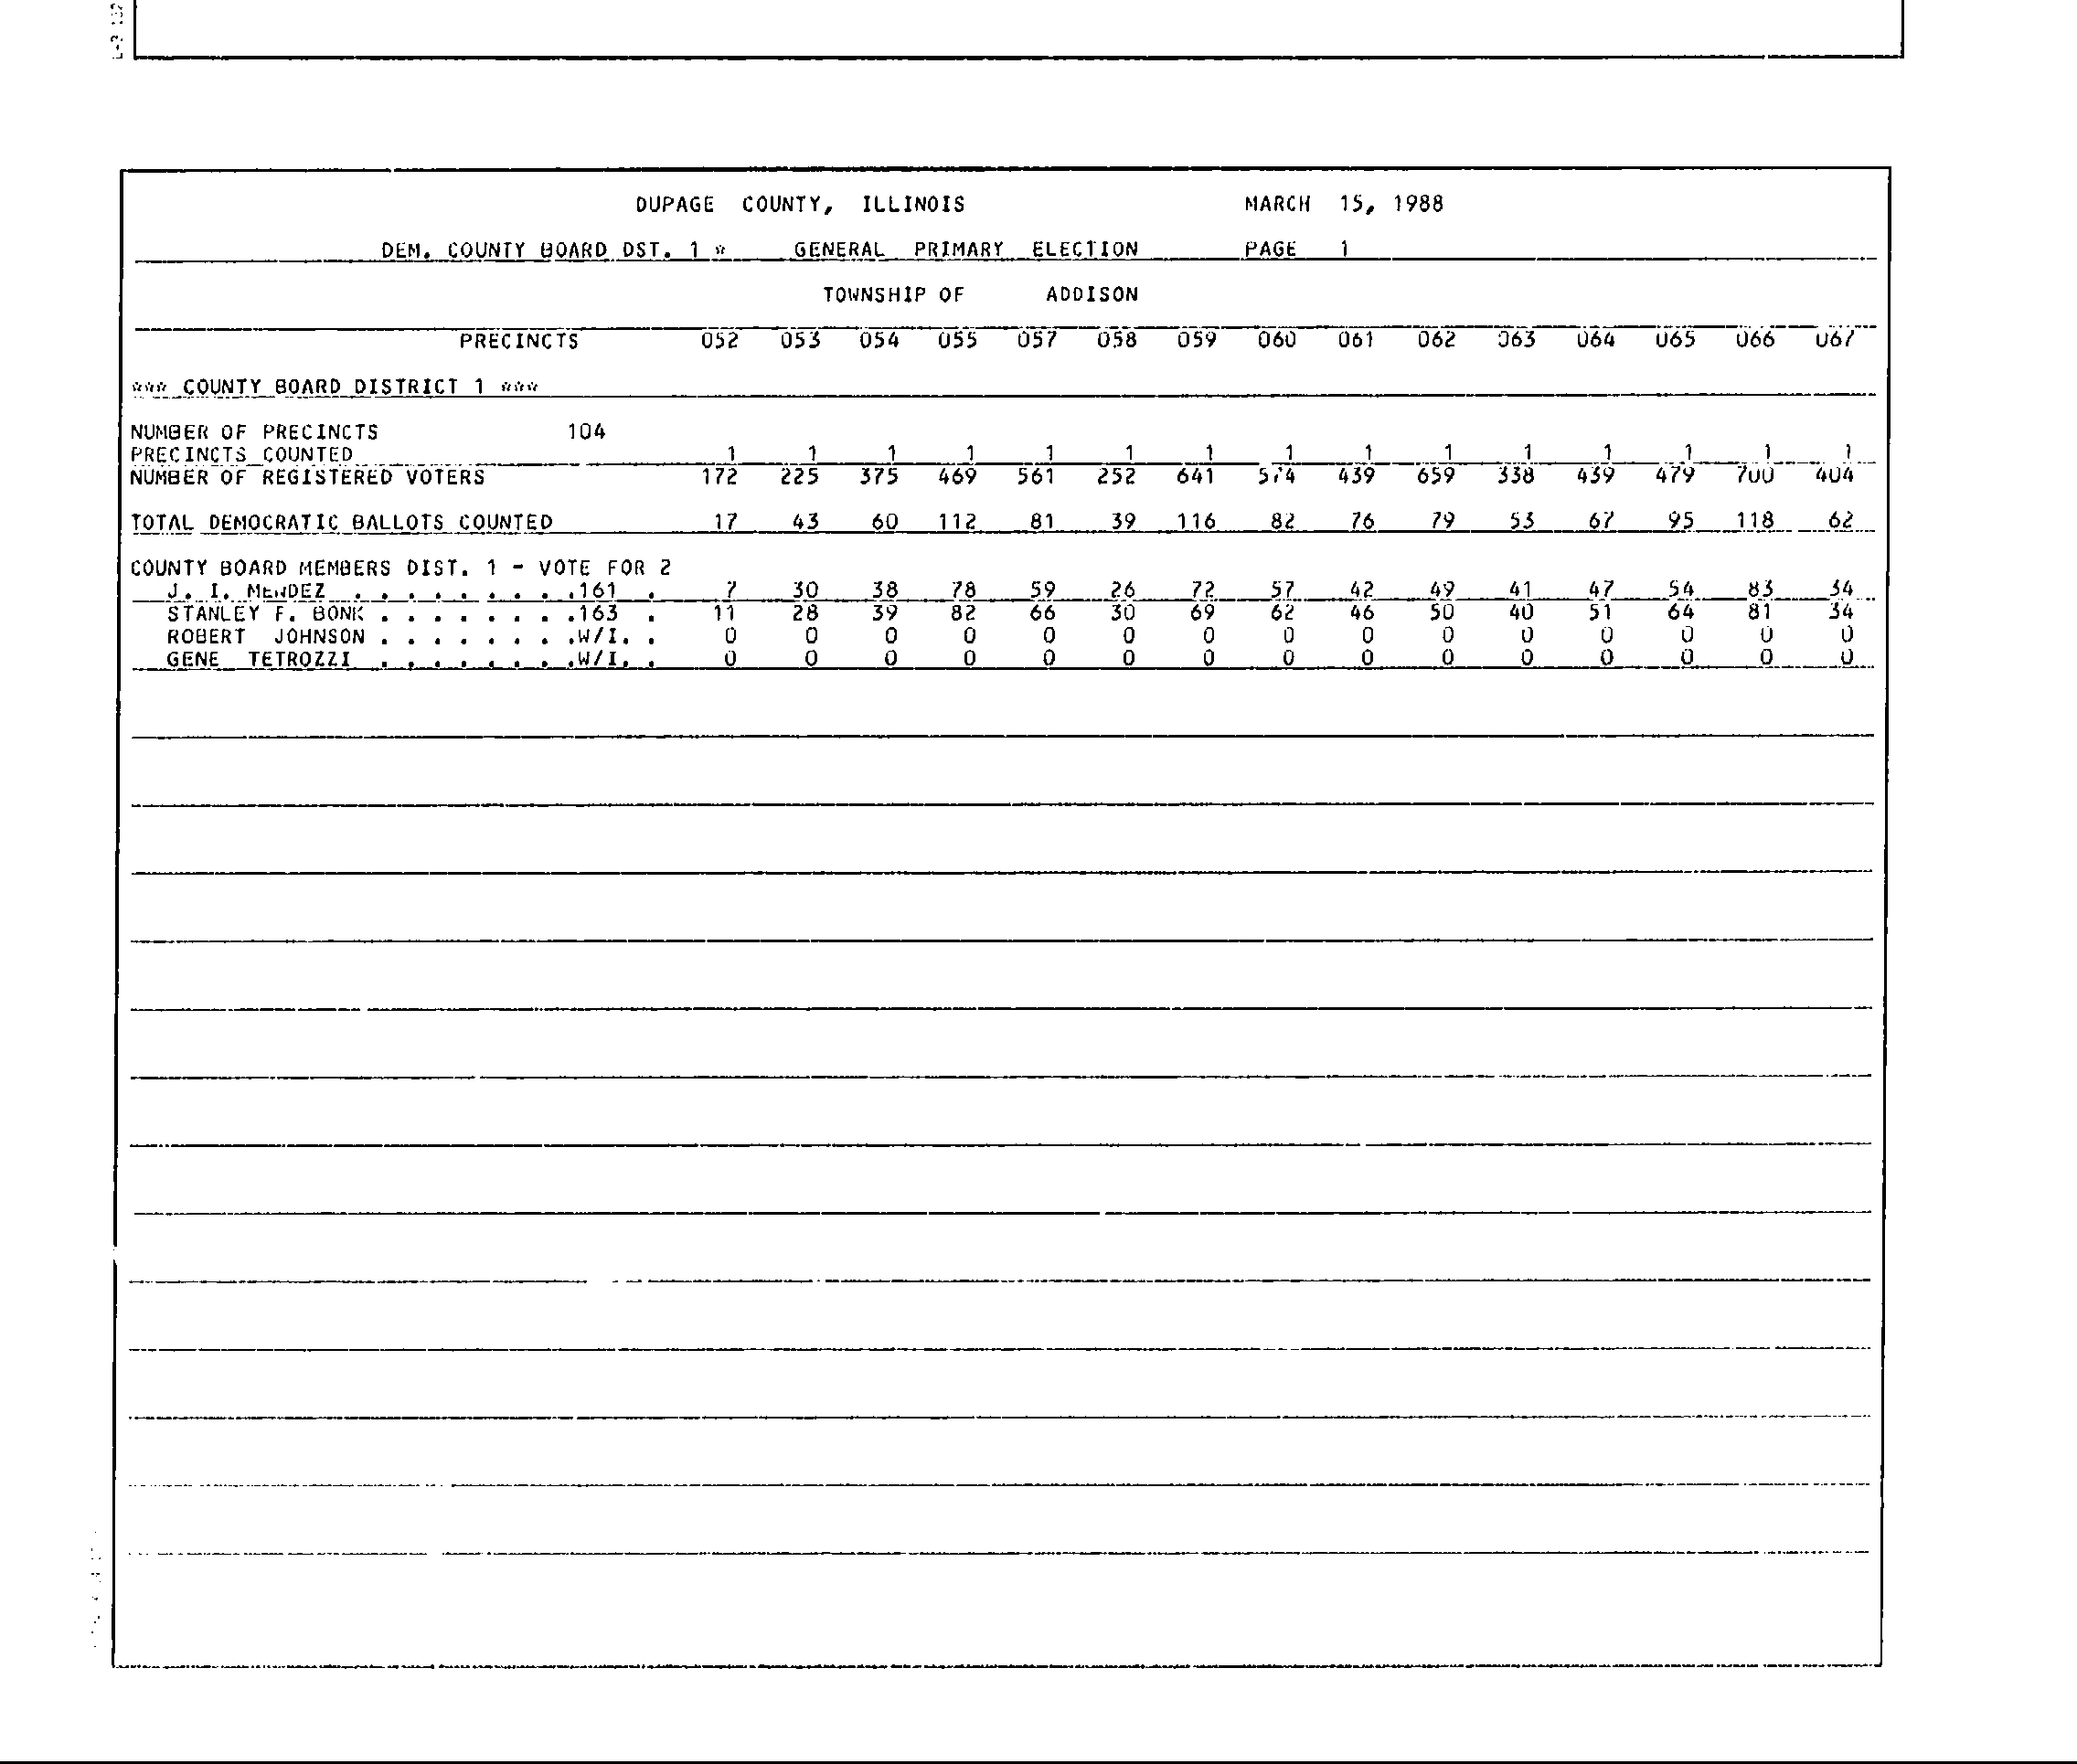 DUPAGE COUNTY, ILLINOIS MARCH 15, 1988
DEM. COUNTY BOARD DST. 1 * GENERAL PRIMARY ELECTION PAGE 1
TOWNSHIP OF ADDISON
PRECINCTS 052 053 054 055 057 058 059 060 061 062 063 064 065 066 067
*** COUNTY BOARD DISTRICT 1 ***
NUMBER OF PRECINCTS 104
PRECINCTS COUNTED 1 1 1 1 1 1 1 1 1 1 1 1 1 1 1
NUMBER OF REGISTERED VOTERS 172 225 375 469 561 252 641 574 439 659 338 439 479 700 404
TOTAL DEMOCRATIC BALLOTS COUNTED 17 43 60 112 81 39 116 82 76 79 53 67 95 118 62
COUNTY BOARD MEMBERS DIST. 1 - VOTE FOR 2
J. I. MENDEZ . . . . . . . . .161 . 7 30 38 78 59 26 72 57 42 49 41 47 54 83 34
STANLEY F. BONK . . . . . . . .163 . 11 28 39 82 66 30 69 62 46 50 40 51 64 81 34
ROBERT JOHNSON . . . . . . . .W/I. . 0 0 0 0 0 0 0 0 0 0 0 0 0 0 0
GENE TETROZZI . . . . . . . .W/I. . 0 0 0 0 0 0 0 0 0 0 0 0 0 0 0